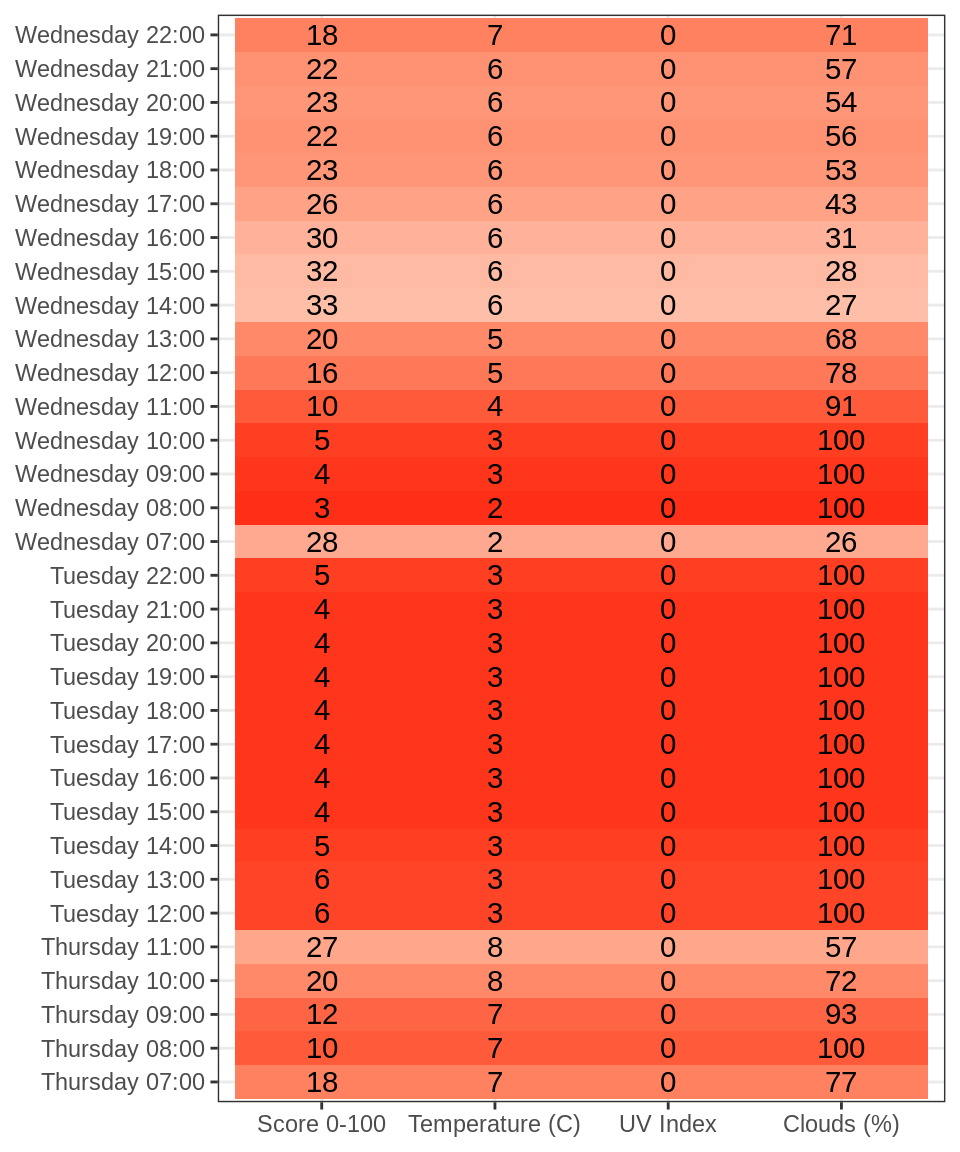 Wednesday 22:00 18 7 0 71
Wednesday 21:00 22 6 0 57
Wednesday 20:00 23 6 0 54
Wednesday 19:00 22 6 0 56
Wednesday 18:00 23 6 0 53
Wednesday 17:00 26 6 0 43
Wednesday 16:00 30 6 0 31
Wednesday 15:00 32 6 0 28
Wednesday 14:00 33 6 0 27
Wednesday 13:00 20 5 0 68
Wednesday 12:00 16 5 0 78
Wednesday 11:00 10 4 0 91
Wednesday 10:00 5 3 0 100
Wednesday 09:00 4 3 0 100
Wednesday 08:00 3 2 0 100
Wednesday 07:00 28 2 0 26
Tuesday 22:00 5 3 0 100
Tuesday 21:00 4 3 0 100
Tuesday 20:00 4 3 0 100
Tuesday 19:00 4 3 0 100
Tuesday 18:00 4 3 0 100
Tuesday 17:00 4 3 0 100
Tuesday 16:00 4 3 0 100
Tuesday 15:00 4 3 0 100
Tuesday 14:00 5 3 0 100
Tuesday 13:00 6 3 0 100
Tuesday 12:00 6 3 0 100
Thursday 11:00 27 8 0 57
Thursday 10:00 20 8 0 72
Thursday 09:00 12 7 0 93
Thursday 08:00 10 7 0 100
Thursday 07:00 18 7 0 77
Score 0-100 Temperature (C) UV Index Clouds (%)